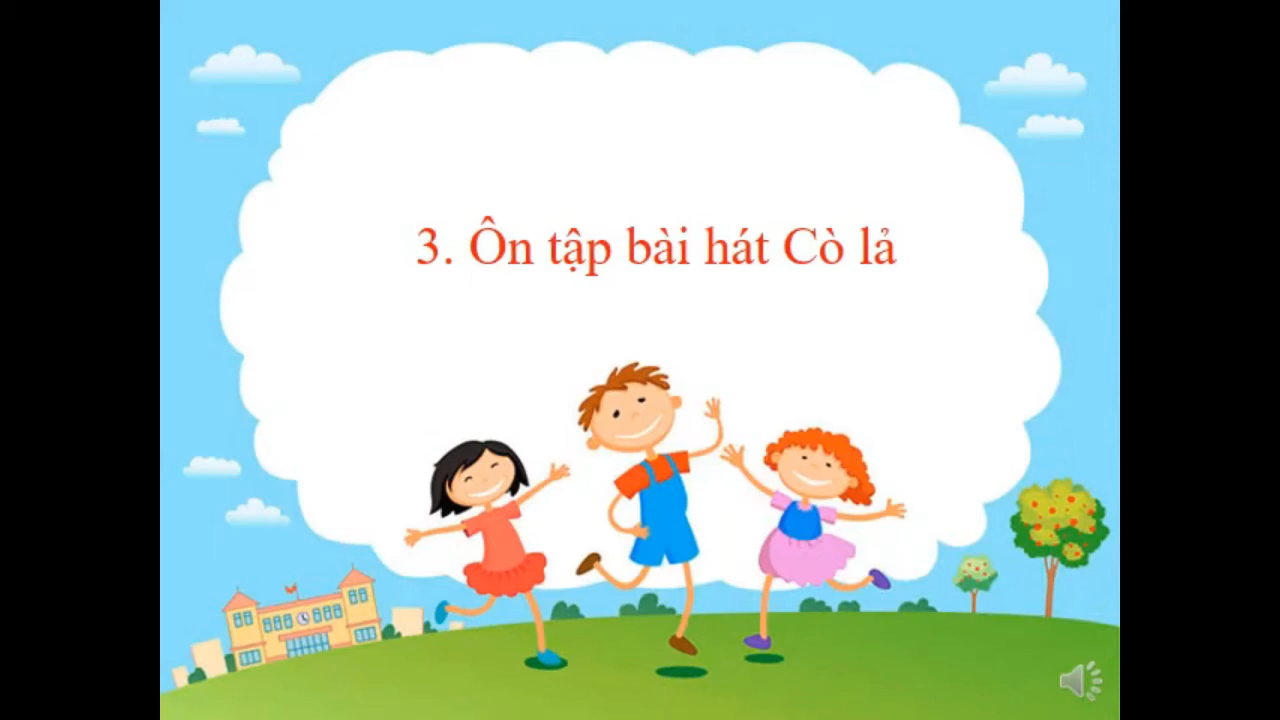 3. Ôn tập bài hát Cò lả